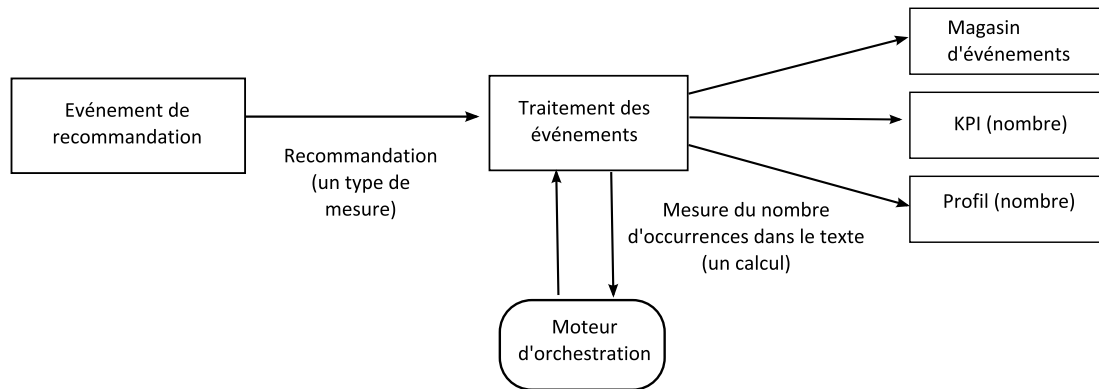 Evénement de
recommandation
Recommandation
(un type de
mesure)
Traitement des
événements
Mesure du nombre
d'occurrences dans le texte
(un calcul)
Moteur
d'orchestration
Magasin
d'événements
KPI (nombre)
Profil (nombre)